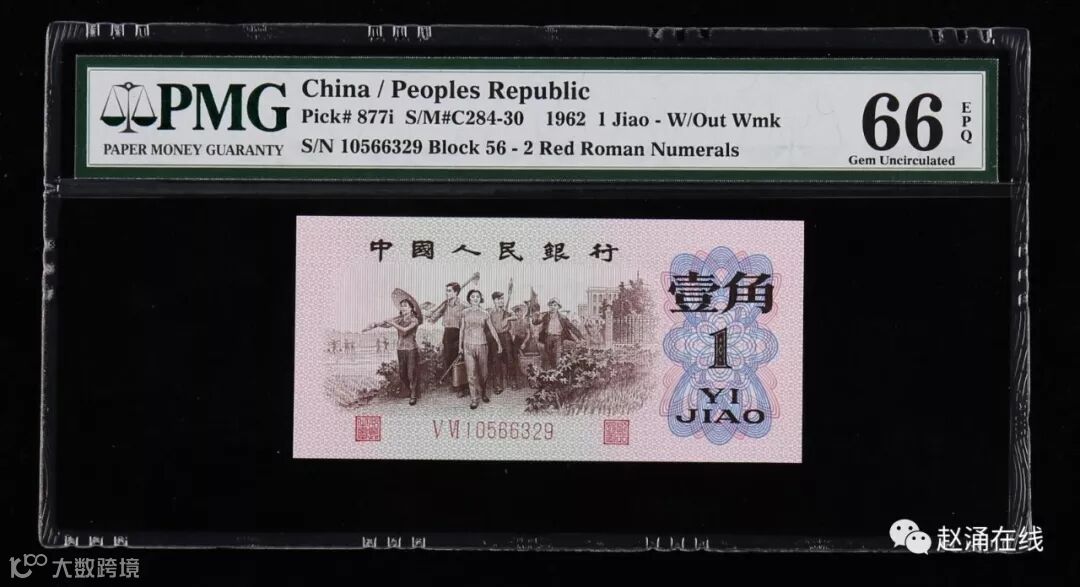 PMG
PAPER MONEY GUARANTY
China / Peoples Republic
Pick# 877i S/M#C284-30 1962 1 Jiao - W/Out Wmk
S/N 10566329 Block 56 - 2 Red Roman Numerals
66
EPQ
Gem Uncirculated
中國人民銀行
壹角
1
YI
JIAO
V VI 10566329
赵涌在线
大数跨境